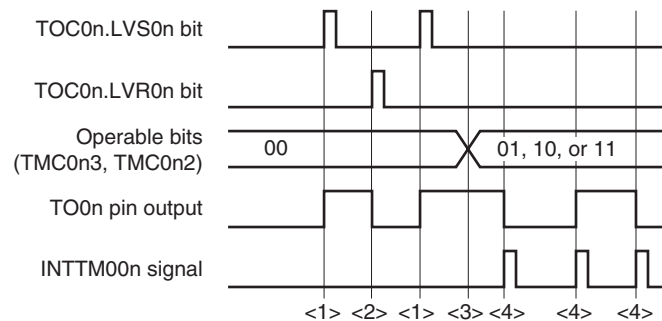 TOC0n.LVS0n bit
TOC0n.LVR0n bit
Operable bits
(TMC0n3, TMC0n2)
00
01, 10, or 11
TO0n pin output
INTTM00n signal
<1> <2> <1> <3> <4> <4> <4>